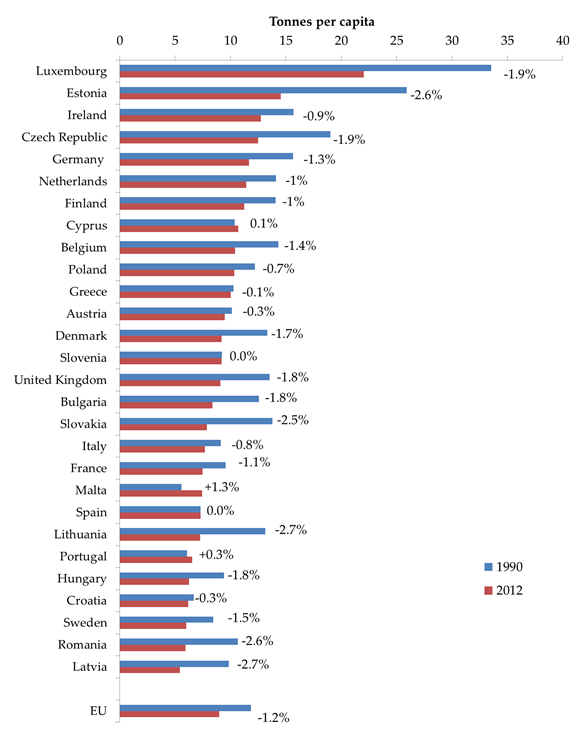 Tonnes per capita
0 5 10 15 20 25 30 35 40
Luxembourg -1.9%
Estonia -2.6%
Ireland -0.9%
Czech Republic -1.9%
Germany -1.3%
Netherlands -1%
Finland -1%
Cyprus 0.1%
Belgium -1.4%
Poland -0.7%
Greece -0.1%
Austria -0.3%
Denmark -1.7%
Slovenia 0.0%
United Kingdom -1.8%
Bulgaria -1.8%
Slovakia -2.5%
Italy -0.8%
France -1.1%
Malta +1.3%
Spain 0.0%
Lithuania -2.7%
Portugal +0.3%
Hungary -1.8%
Croatia -0.3%
Sweden -1.5%
Romania -2.6%
Latvia -2.7%
EU -1.2%
1990
2012